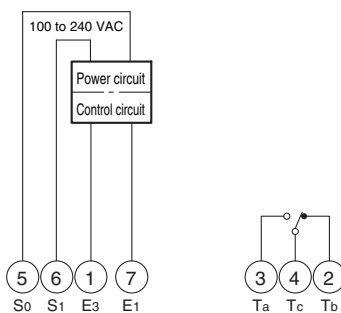 100 to 240 VAC
Power circuit
Control circuit
5 6 1 7 3 4 2
S0 S1 E3 E1 Ta Tc Tb